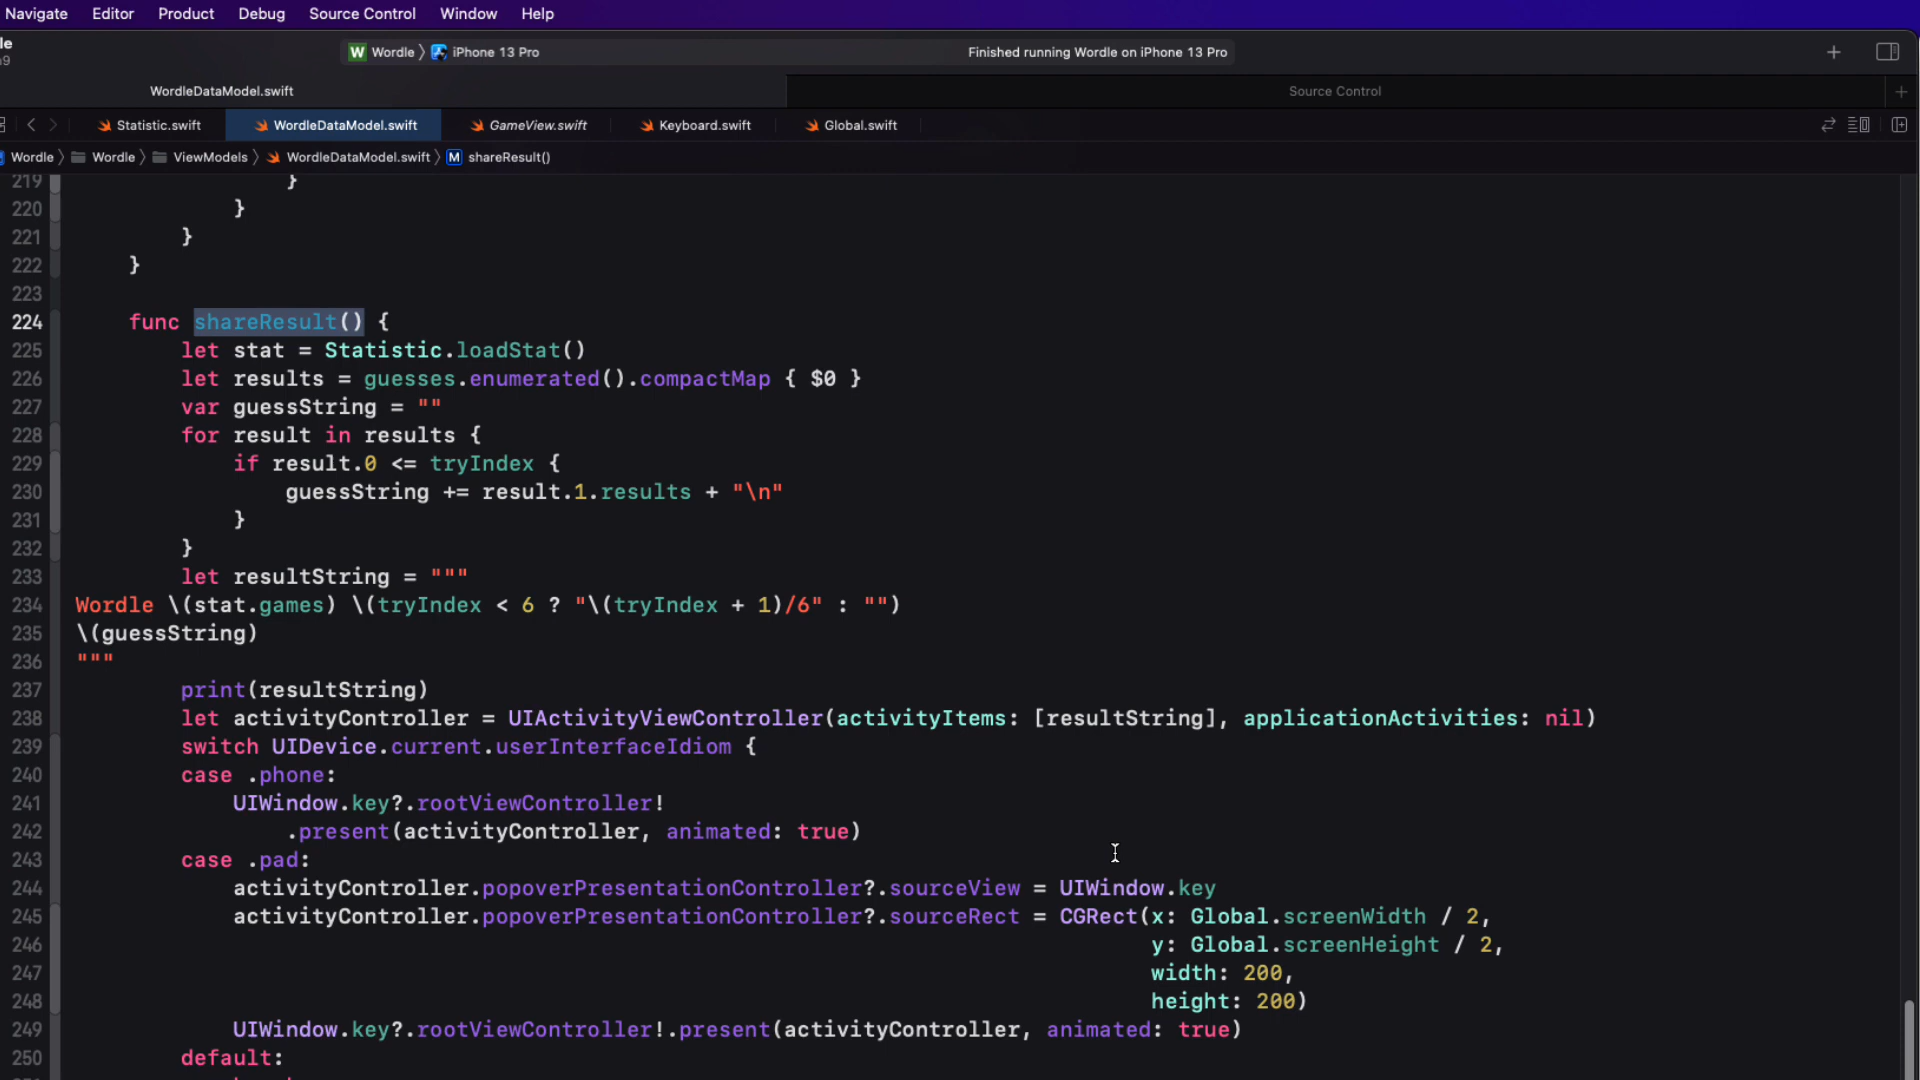 Navigate Editor Product Debug Source Control Window Help
le
Wordle 〉 iPhone 13 Pro Finished running Wordle on iPhone 13 Pro
WordleDataModel.swift Source Control
Statistic.swift WordleDataModel.swift GameView.swift Keyboard.swift Global.swift
Wordle 〉 Wordle 〉 ViewModels 〉 WordleDataModel.swift 〉 M shareResult()
219 }
220 }
221 }
222 }
223
224 func shareResult() {
225 let stat = Statistic.loadStat()
226 let results = guesses.enumerated().compactMap { $0 }
227 var guessString = ""
228 for result in results {
229 if result.0 <= tryIndex {
230 guessString += result.1.results + "\n"
231 }
232 }
233 let resultString = """
234 Wordle \(stat.games) \(tryIndex < 6 ? "\(tryIndex + 1)/6" : "")
235 \(guessString)
236 """
237 print(resultString)
238 let activityController = UIActivityViewController(activityItems: [resultString], applicationActivities: nil)
239 switch UIDevice.current.userInterfaceIdiom {
240 case .phone:
241 UIWindow.key?.rootViewController!
242 .present(activityController, animated: true)
243 case .pad:
244 activityController.popoverPresentationController?.sourceView = UIWindow.key
245 activityController.popoverPresentationController?.sourceRect = CGRect(x: Global.screenWidth / 2,
246 y: Global.screenHeight / 2,
247 width: 200,
248 height: 200)
249 UIWindow.key?.rootViewController!.present(activityController, animated: true)
250 default: